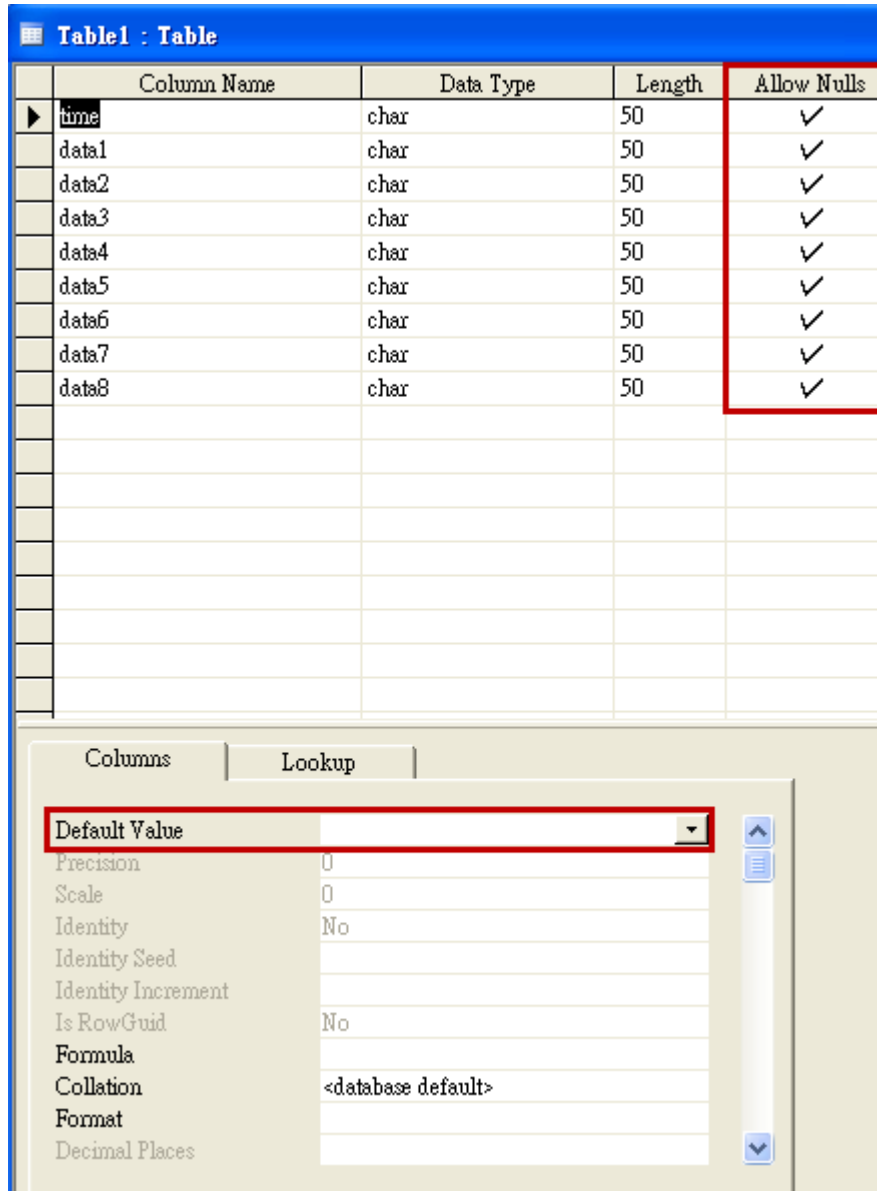 Table1 : Table
Column Name Data Type Length Allow Nulls
time char 50
data1 char 50
data2 char 50
data3 char 50
data4 char 50
data5 char 50
data6 char 50
data7 char 50
data8 char 50
Columns Lookup
Default Value
Precision 0
Scale 0
Identity No
Identity Seed
Identity Increment
Is RowGuid No
Formula
Collation <database default>
Format
Decimal Places